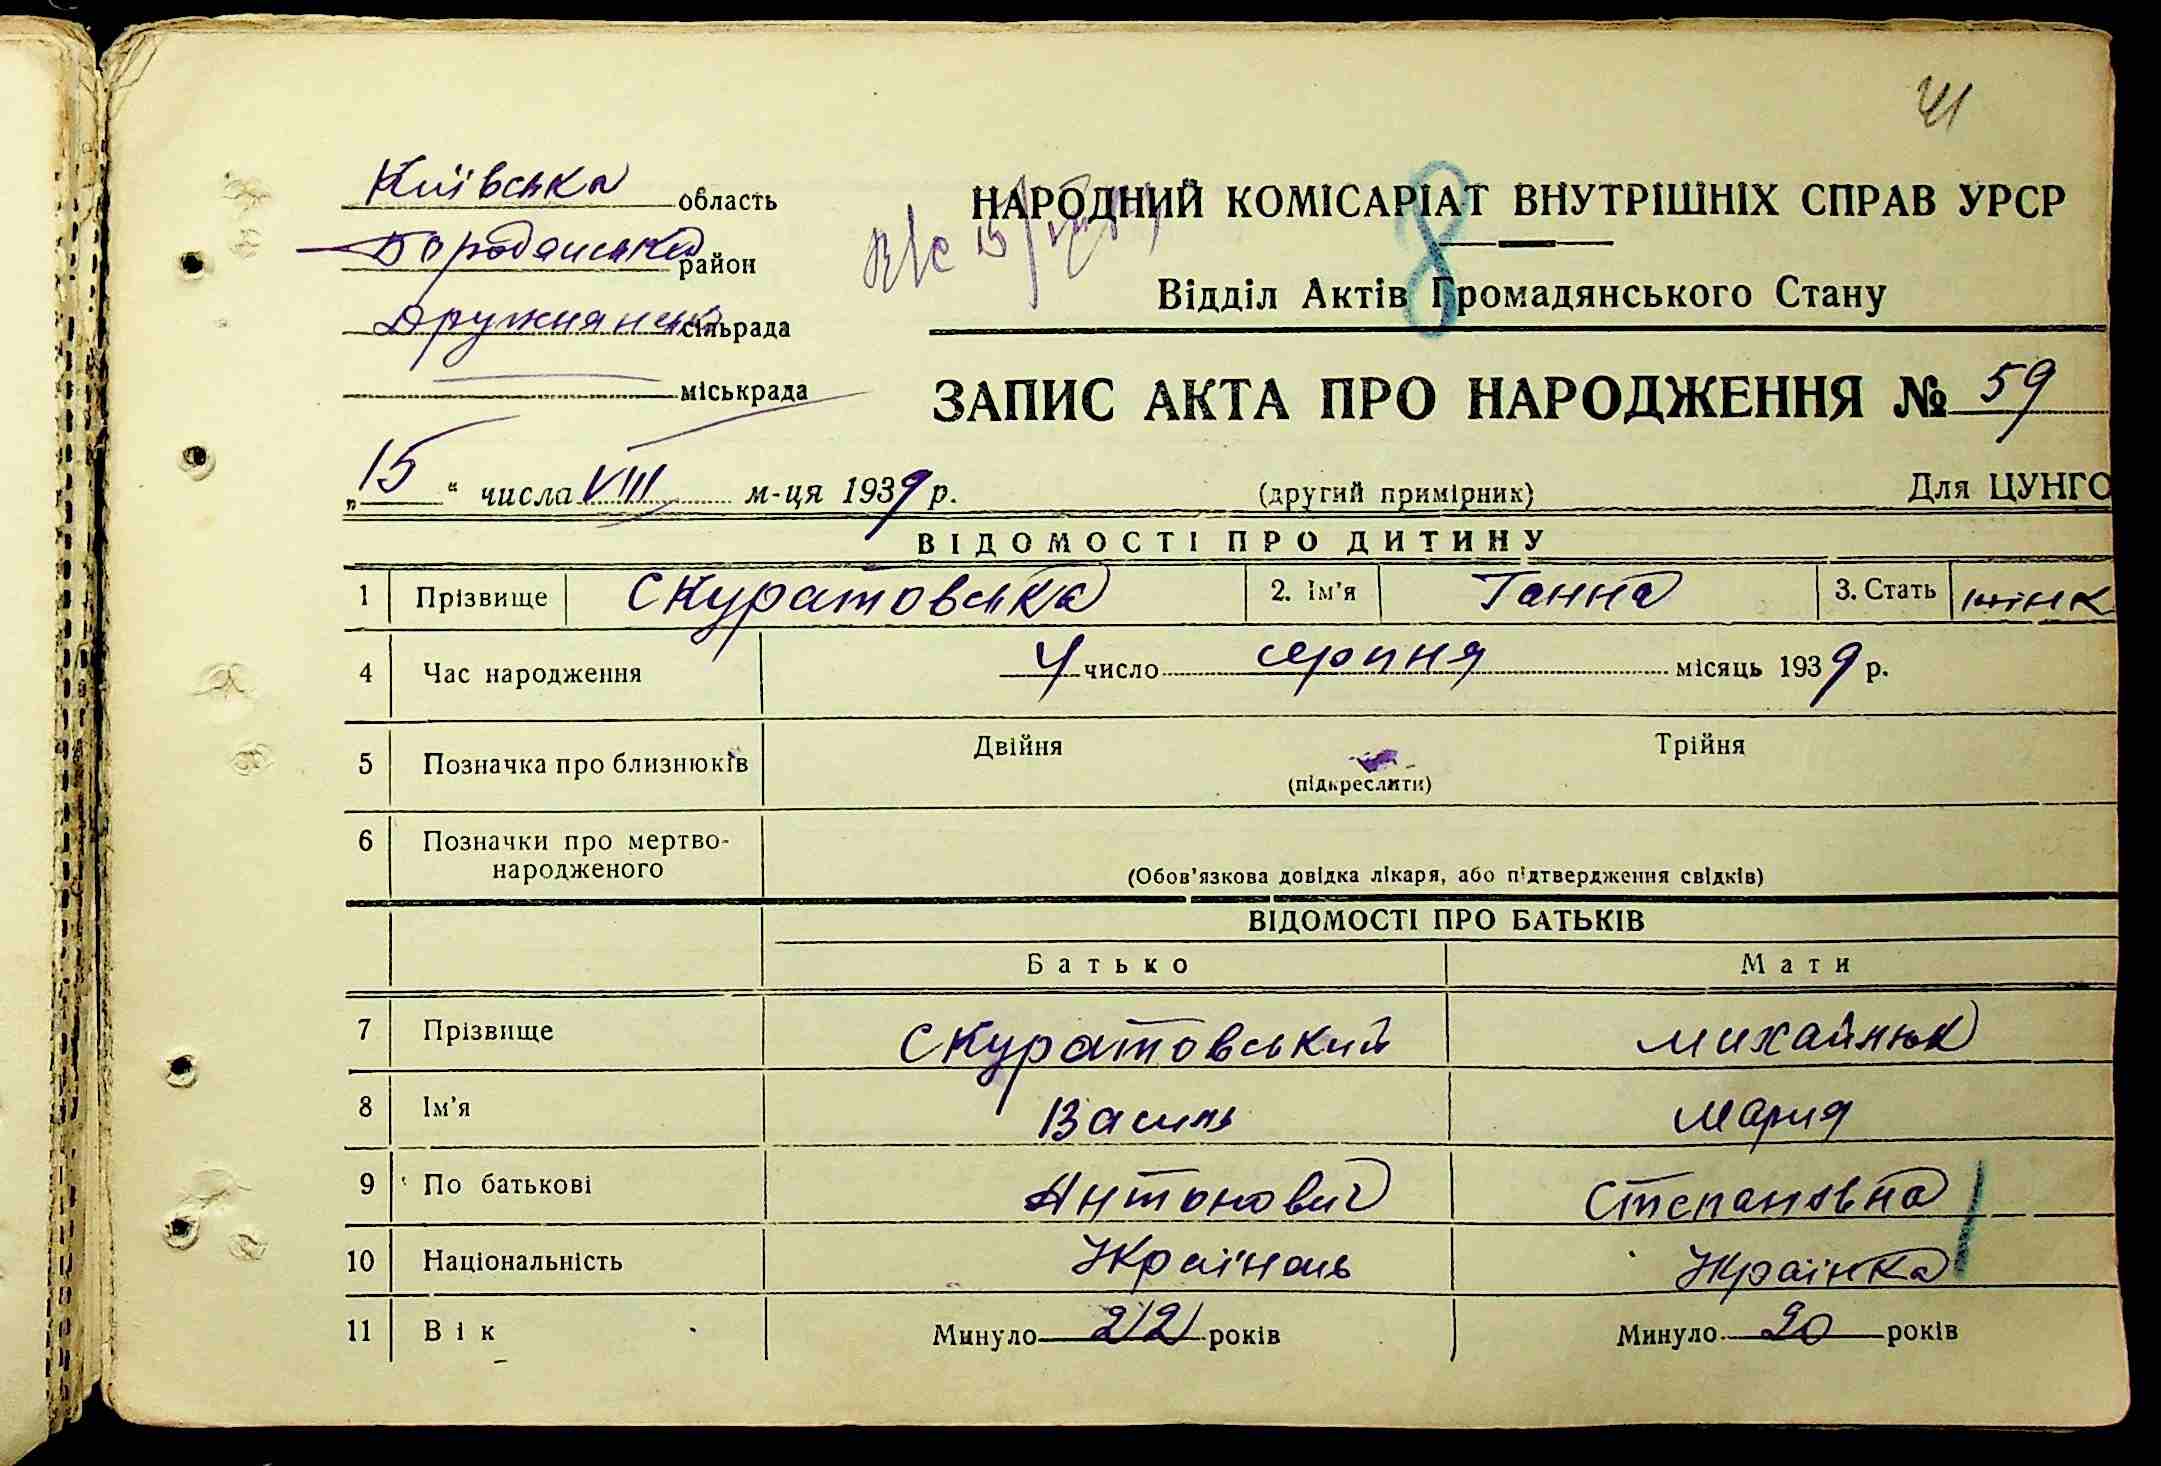 41
Київська область
Бородянський район
Дружнянська сільрада
міськрада
НАРОДНИЙ КОМІСАРІАТ ВНУТРІШНІХ СПРАВ УРСР
8
Відділ Актів Громадянського Стану
ЗАПИС АКТА ПРО НАРОДЖЕННЯ № 59
„15“ числа VIII м-ця 1939 р. (другий примірник) Для ЦУНГО
ВІДОМОСТІ ПРО ДИТИНУ
1 Прізвище Скуратовська 2. Ім'я Ганна 3. Стать жінк
4 Час народження 4 число серпня місяць 1939 р.
5 Позначка про близнюків Двійня (підкреслити) Трійня
6 Позначки про мертво-
народженого (Обов'язкова довідка лікаря, або підтвердження свідків)
ВІДОМОСТІ ПРО БАТЬКІВ
Батько Мати
7 Прізвище Скуратовський Михайлюк
8 Ім'я Василь Мария
9 По батькові Антонович Степановна
10 Національність Українець Українка
11 Вік Минуло 22 років Минуло 20 років